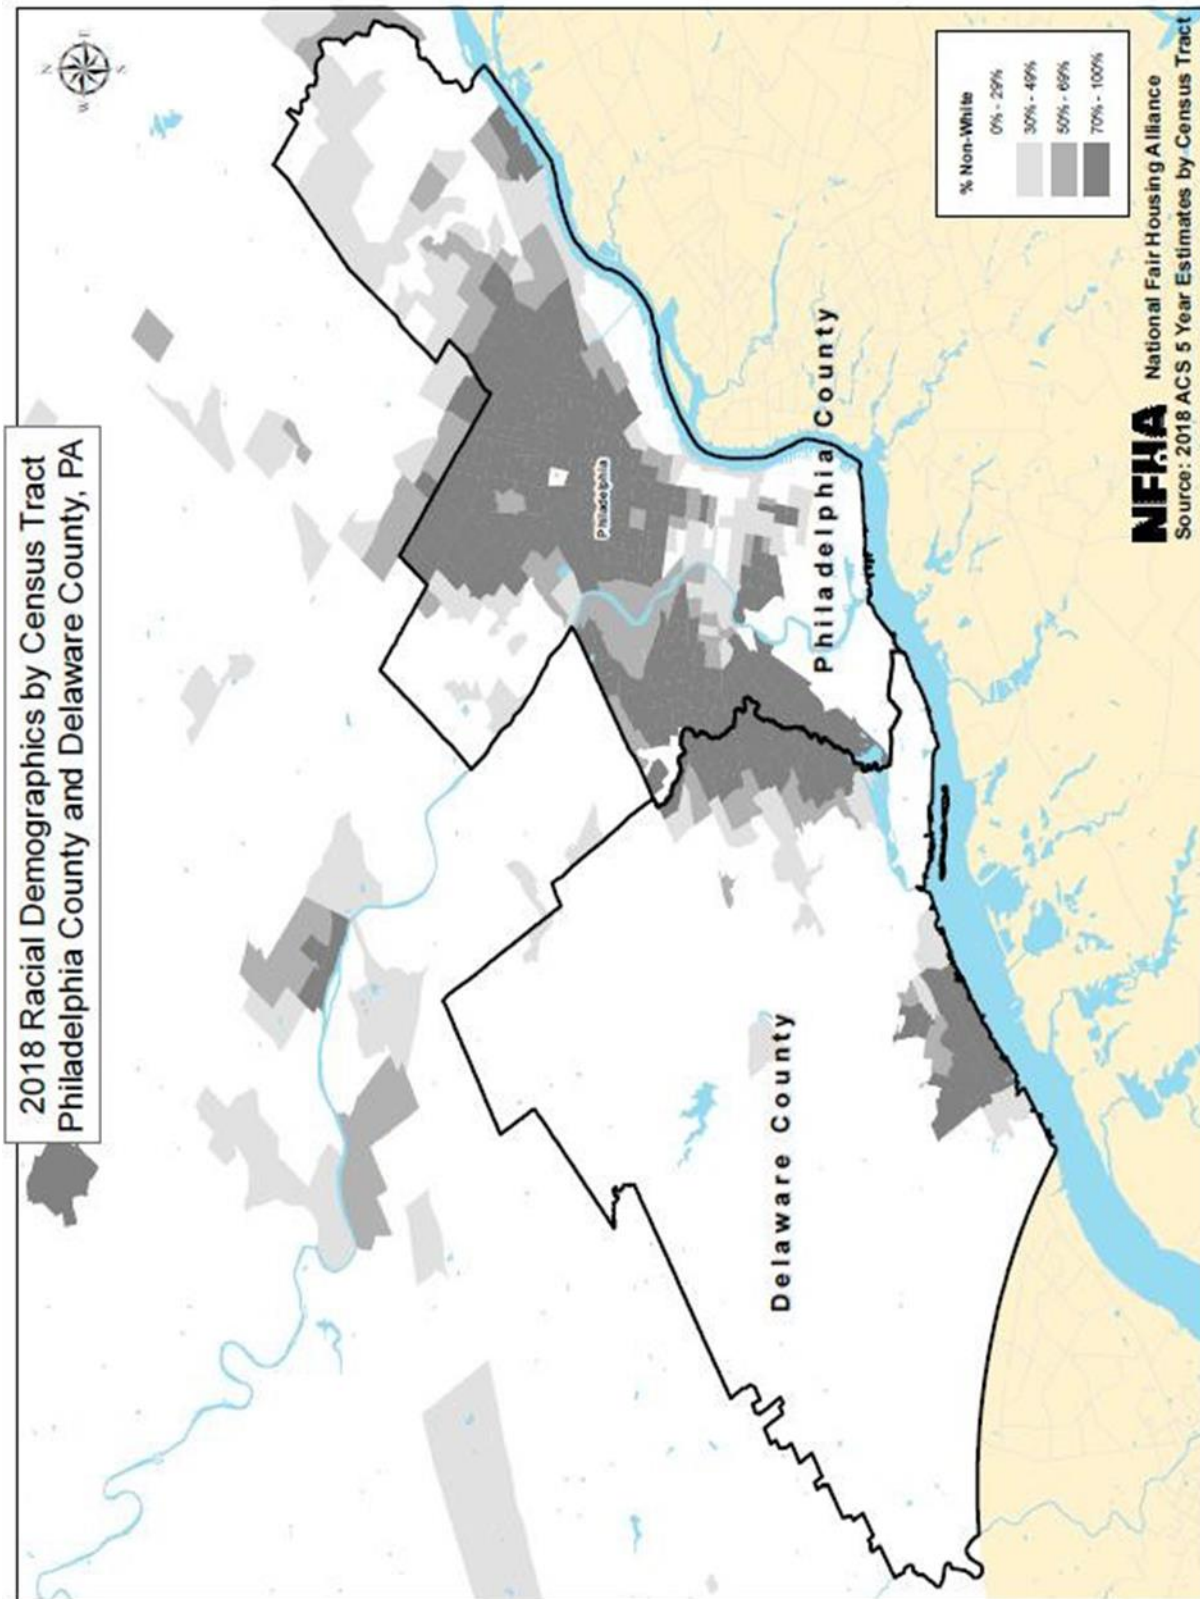 2018 Racial Demographics by Census Tract
Philadelphia County and Delaware County, PA
N
E
S
W
Philadelphia
Philadelphia County
Delaware County
% Non-White
0% - 29%
30% - 49%
50% - 69%
70% - 100%
NFHA National Fair Housing Alliance
Source: 2018 ACS 5 Year Estimates by Census Tract